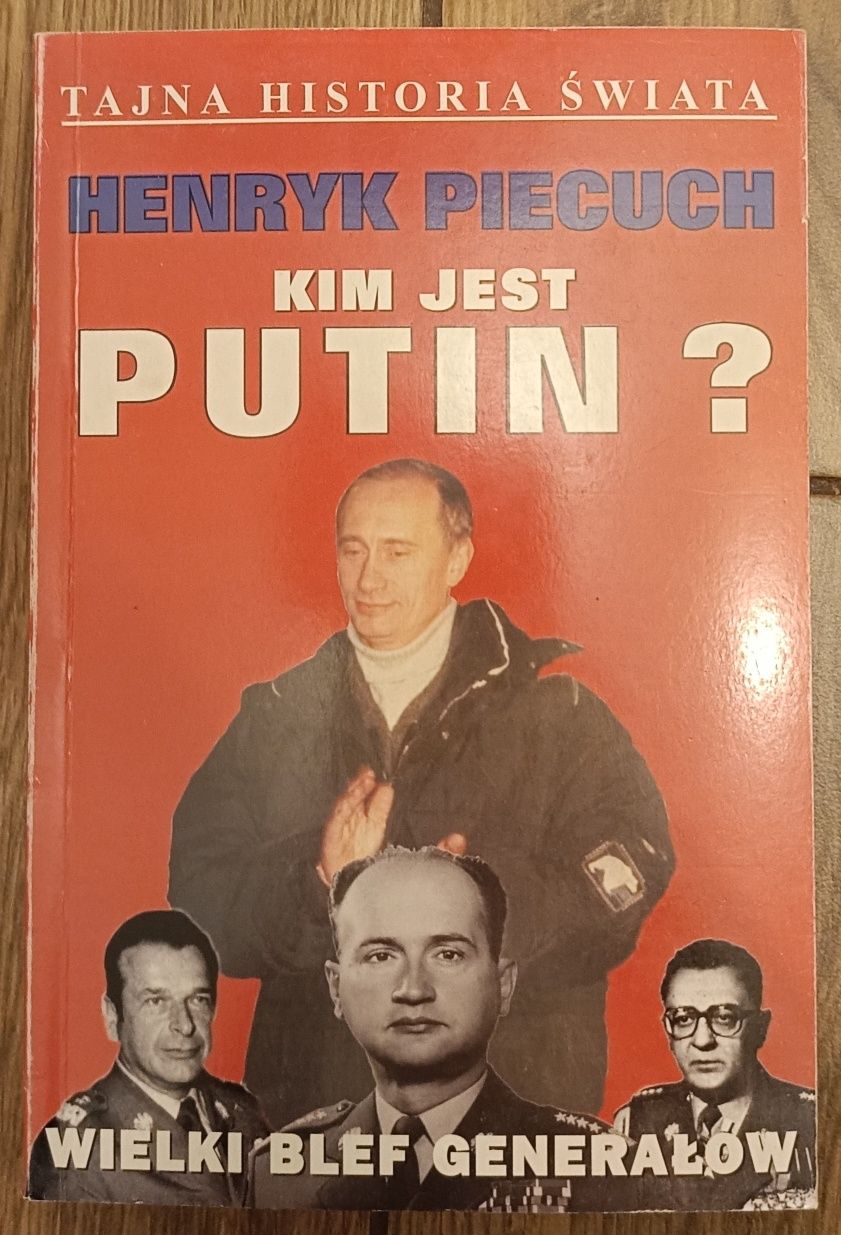 TAJNA HISTORIA ŚWIATA
HENRYK PIECUCH
KIM JEST
PUTIN ?
WIELKI BLEF GENERAŁÓW